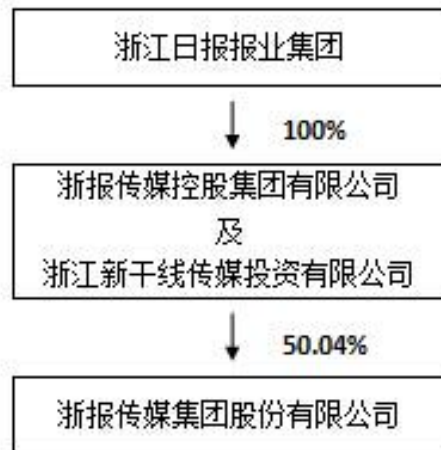 浙江日报报业集团
100%
浙报传媒控股集团有限公司
及
浙江新干线传媒投资有限公司
50.04%
浙报传媒集团股份有限公司